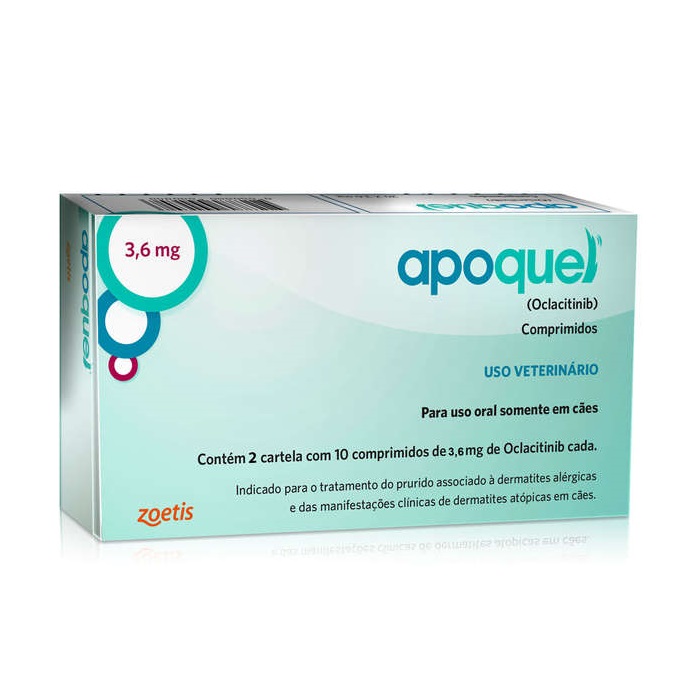 3,6 mg
apoquel
(Oclacitinib)
Comprimidos
USO VETERINÁRIO
Para uso oral somente em cães
Contém 2 cartela com 10 comprimidos de 3,6 mg de Oclacitinib cada.
Indicado para o tratamento do prurido associado à dermatites alérgicas
e das manifestações clínicas de dermatites atópicas em cães.
zoetis
apoquel
zoetis
apoquel